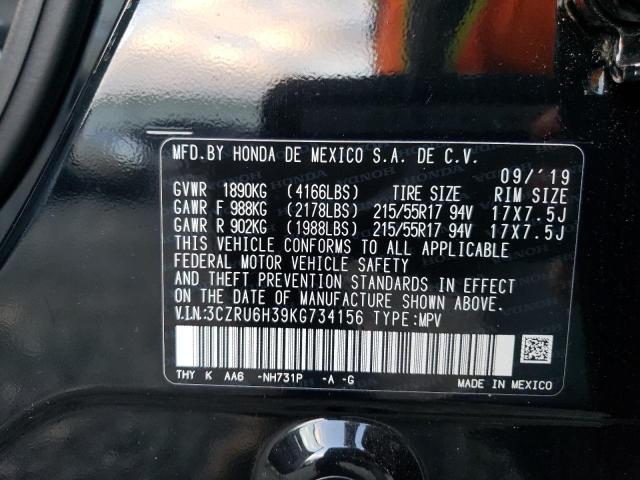 MFD.BY HONDA DE MEXICO S.A. DE C.V.
09/'19
GVWR 1890KG (4166LBS) TIRE SIZE RIM SIZE
GAWR F 988KG (2178LBS) 215/55R17 94V 17X7.5J
GAWR R 902KG (1988LBS) 215/55R17 94V 17X7.5J
THIS VEHICLE CONFORMS TO ALL APPLICABLE
FEDERAL MOTOR VEHICLE SAFETY
AND THEFT PREVENTION STANDARDS IN EFFECT
ON THE DATE OF MANUFACTURE SHOWN ABOVE.
V.I.N:3CZRU6H39KG734156 TYPE:MPV
THY K AA6 -NH731P -A -G
MADE IN MEXICO